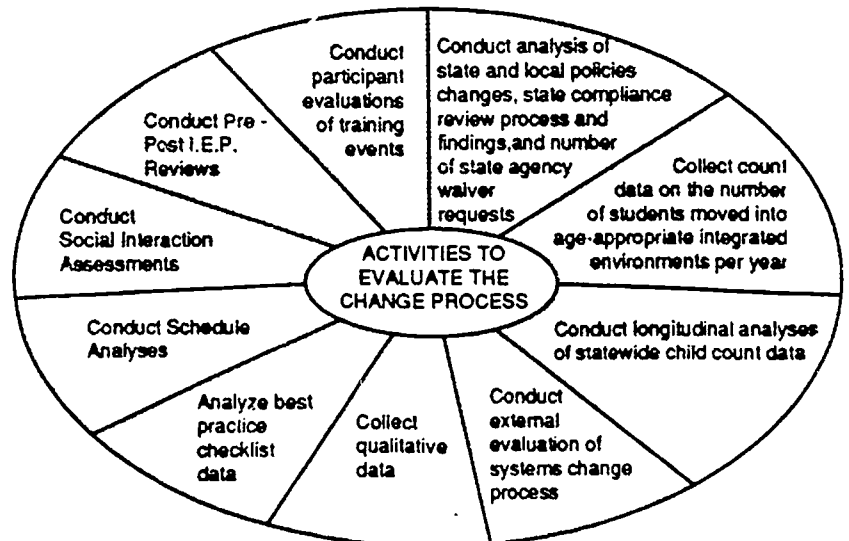 ACTIVITIES TO
EVALUATE THE
CHANGE PROCESS
Conduct
participant
evaluations
of training
events
Conduct analysis of
state and local policies
changes, state compliance
review process and
findings,and number
of state agency
waiver
requests
Collect count
data on the number
of students moved into
age-appropriate integrated
environments per year
Conduct longitudinal analyses
of statewide child count data
Conduct
external
evaluation of
systems change
process
Collect
qualitative
data
Analyze best
practice
checklist
data
Conduct Schedule
Analyses
Conduct
Social Interaction
Assessments
Conduct Pre -
Post I.E.P.
Reviews